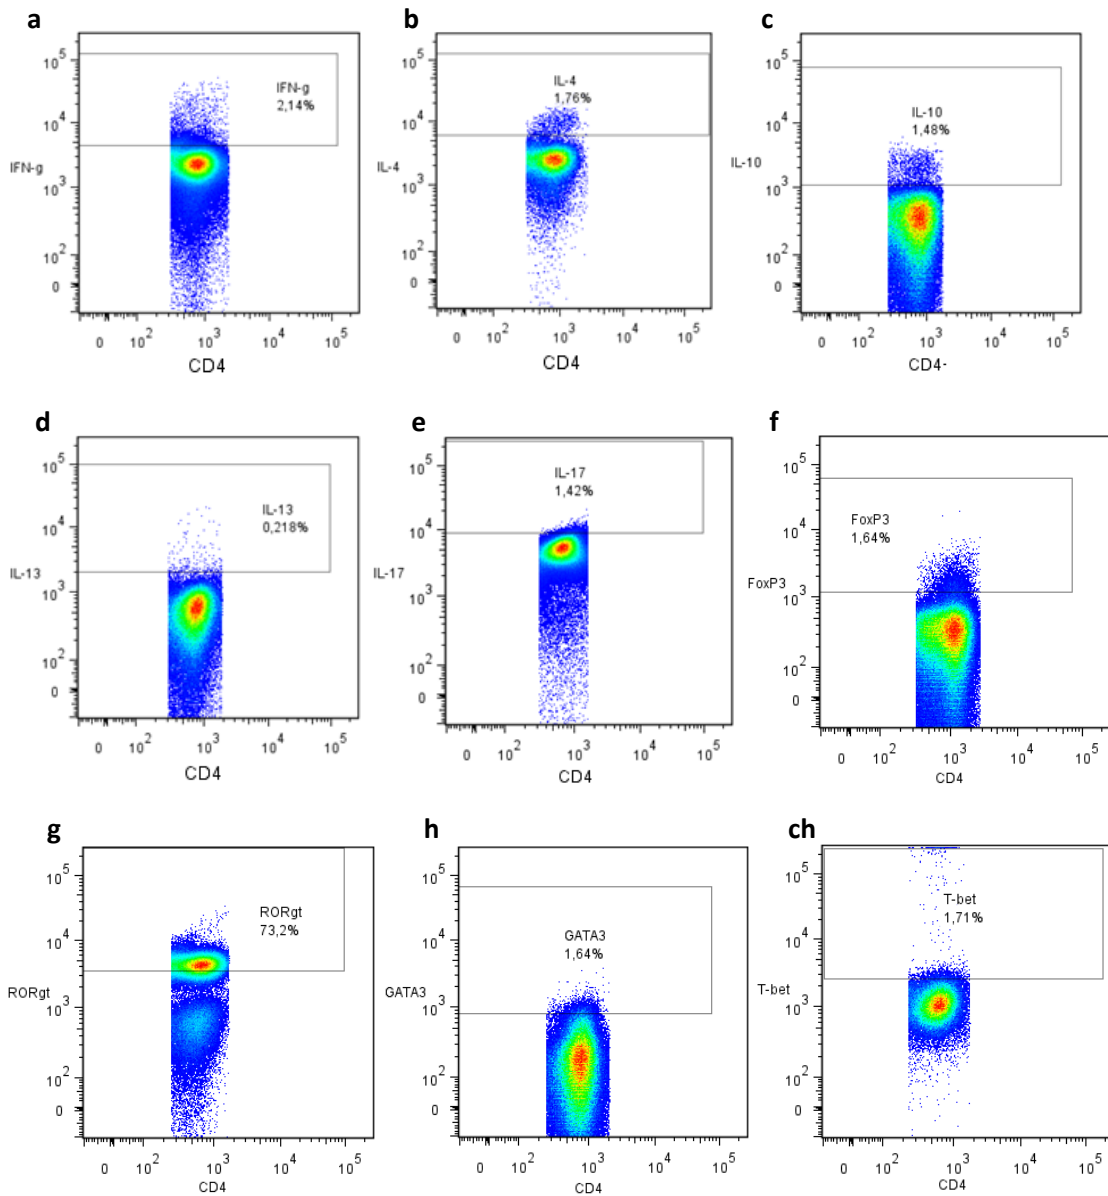 a
10^5
10^4
10^3
10^2
0
IFN-g
IFN-g
2,14%
0 10^2 10^3 10^4 10^5
CD4
b
10^5
10^4
10^3
10^2
0
IL-4
IL-4
1,76%
0 10^2 10^3 10^4 10^5
CD4
c
10^5
10^4
10^3
10^2
0
IL-10
IL-10
1,48%
0 10^2 10^3 10^4 10^5
CD4-
d
10^5
10^4
10^3
10^2
0
IL-13
IL-13
0,218%
0 10^2 10^3 10^4 10^5
CD4
e
10^5
10^4
10^3
10^2
0
IL-17
IL-17
1,42%
0 10^2 10^3 10^4 10^5
CD4
f
10^5
10^4
10^3
10^2
0
FoxP3
FoxP3
1,64%
0 10^2 10^3 10^4 10^5
CD4
g
10^5
10^4
10^3
10^2
0
RORgt
RORgt
73,2%
0 10^2 10^3 10^4 10^5
CD4
h
10^5
10^4
10^3
10^2
0
GATA3
GATA3
1,64%
0 10^2 10^3 10^4 10^5
CD4
ch
10^5
10^4
10^3
10^2
0
T-bet
T-bet
1,71%
0 10^2 10^3 10^4 10^5
CD4